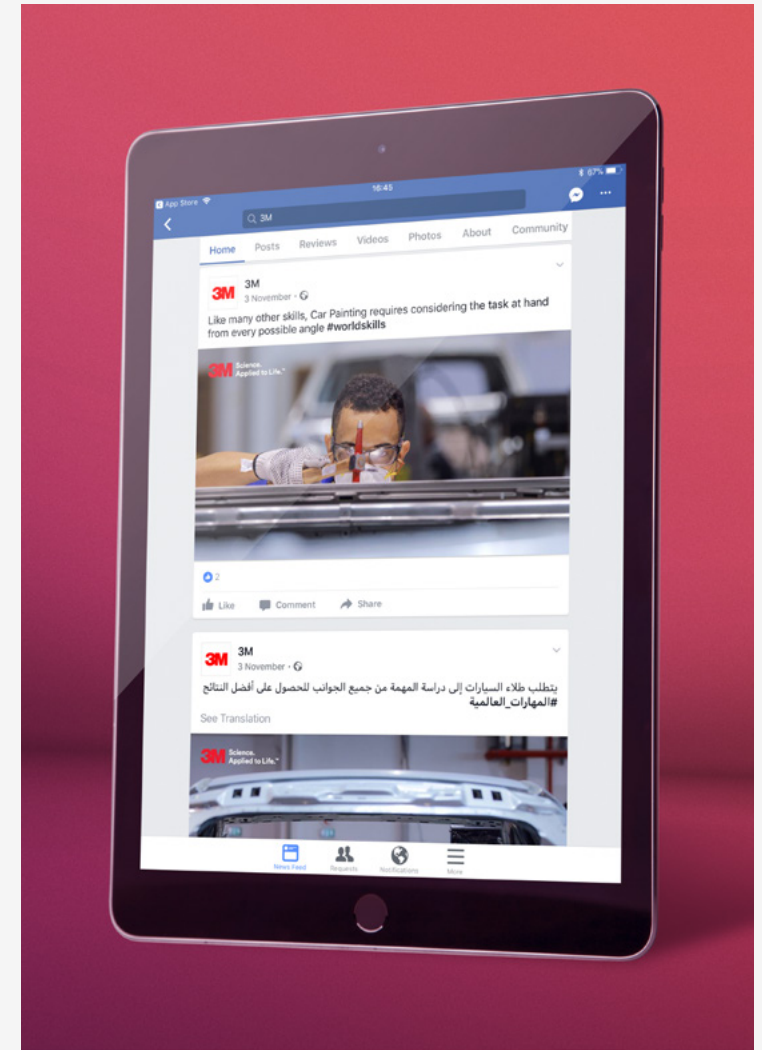 App Store
16:45
67%
3M
Home Posts Reviews Videos Photos About Community
3M
3M
3 November
Like many other skills, Car Painting requires considering the task at hand
from every possible angle #worldskills
3M Science.
Applied to Life.™
2
Like Comment Share
3M
3M
3 November
يتطلب طلاء السيارات إلى دراسة المهمة من جميع الجوانب للحصول على أفضل النتائج
#المهارات_العالمية
See Translation
3M Science.
Applied to Life.™
News Feed Requests Notifications More